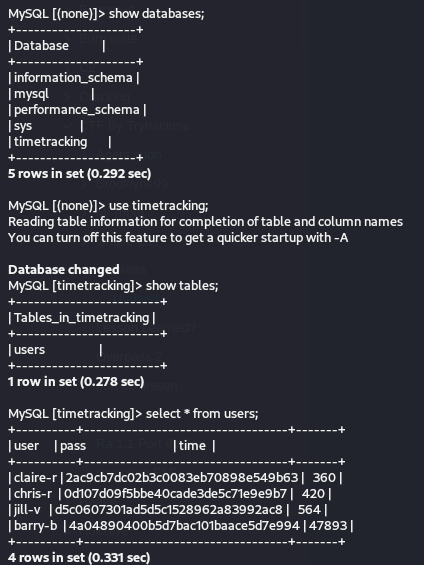 MySQL [(none)]> show databases;
+--------------------+
| Database |
+--------------------+
| information_schema |
| mysql |
| performance_schema |
| sys |
| timetracking |
+--------------------+
5 rows in set (0.292 sec)
MySQL [(none)]> use timetracking;
Reading table information for completion of table and column names
You can turn off this feature to get a quicker startup with -A
Database changed
MySQL [timetracking]> show tables;
+------------------------+
| Tables_in_timetracking |
+------------------------+
| users |
+------------------------+
1 row in set (0.278 sec)
MySQL [timetracking]> select * from users;
+----------+----------------------------------+-------+
| user | pass | time |
+----------+----------------------------------+-------+
| claire-r | 2ac9cb7dc02b3c0083eb70898e549b63 | 360 |
| chris-r | 0d107d09f5bbe40cade3de5c71e9e9b7 | 420 |
| jill-v | d5c0607301ad5d5c1528962a83992ac8 | 564 |
| barry-b | 4a04890400b5d7bac101baace5d7e994 | 47893 |
+----------+----------------------------------+-------+
4 rows in set (0.331 sec)